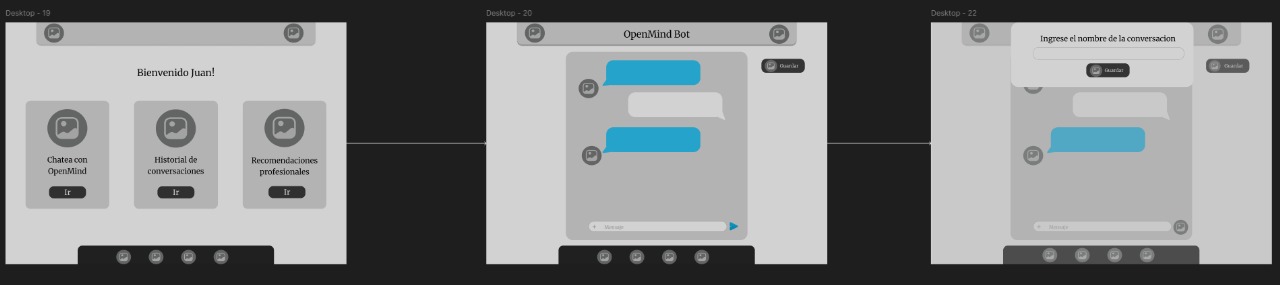 Desktop - 19
Bienvenido Juan!
Chatea con
OpenMind
Ir
Historial de
conversaciones
Ir
Recomendaciones
profesionales
Ir
Desktop - 20
OpenMind Bot
Guardar
+ Mensaje
Desktop - 22
Ingrese el nombre de la conversacion
Guardar
Guardar
+ Mensaje